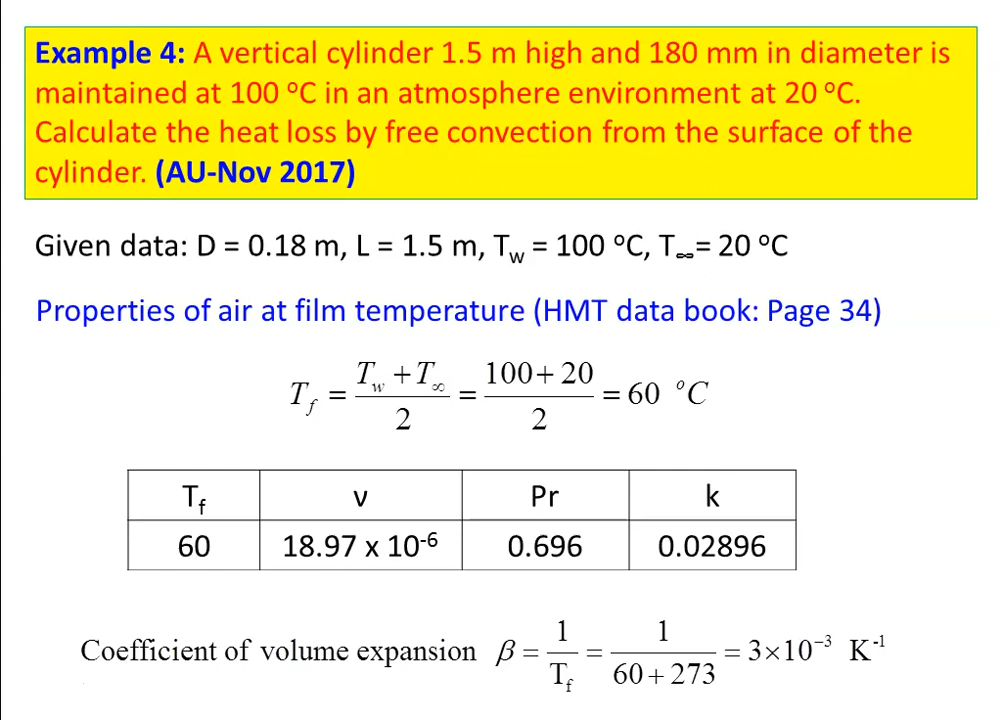 Example 4: A vertical cylinder 1.5 m high and 180 mm in diameter is
maintained at 100 ºC in an atmosphere environment at 20 ºC.
Calculate the heat loss by free convection from the surface of the
cylinder. (AU-Nov 2017)
Given data: D = 0.18 m, L = 1.5 m, T_w = 100 ºC, T_∞= 20 ºC
Properties of air at film temperature (HMT data book: Page 34)
T_f = (T_w + T_∞)/2 = (100 + 20)/2 = 60 ºC
T_f ν Pr k
60 18.97 x 10^-6 0.696 0.02896
Coefficient of volume expansion β = 1/T_f = 1/(60 + 273) = 3×10^−3 K^-1